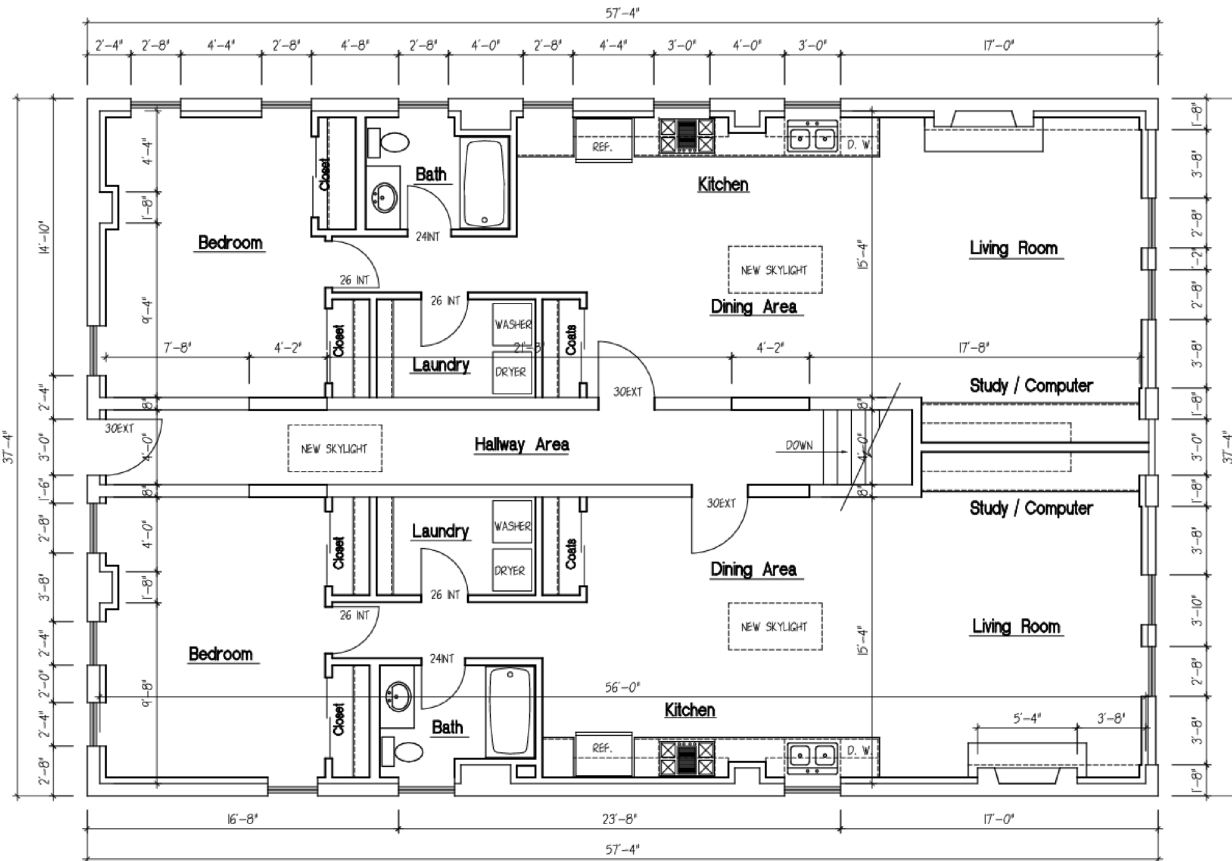 57'-4"
2'-4" 2'-8" 4'-4" 2'-8" 4'-8" 2'-8" 4'-0" 2'-8" 4'-4" 3'-0" 4'-0" 3'-0" 17'-0"
1'-8"
4'-4"
REF.
D. W.
3'-8"
Closet
Bath
Kitchen
1'-8"
2'-8"
24INT
14'-10"
Bedroom
15'-4"
Living Room
1'-2"
26 INT
NEW SKYLIGHT
2'-8"
26 INT
9'-4"
Dining Area
WASHER
Closet
Coats
7'-8" 4'-2" 21'-3" 4'-2" 17'-8"
3'-8"
Laundry
DRYER
Study / Computer
30EXT
2'-4"
8"
1'-8"
30EXT
37'-4"
3'-0"
4'-0"
NEW SKYLIGHT
Hallway Area
DOWN
4'-0"
3'-0"
37'-4"
1'-6"
8"
8"
1'-8"
30EXT
Study / Computer
2'-8"
4'-0"
Laundry
WASHER
Closet
Coats
3'-8"
DRYER
Dining Area
3'-8"
1'-8"
26 INT
26 INT
3'-10"
NEW SKYLIGHT
Living Room
2'-4"
15'-4"
Bedroom
24INT
2'-0"
9'-8"
56'-0"
2'-8"
Kitchen
5'-4" 3'-8"
2'-4"
Closet
Bath
3'-8"
REF.
D. W.
2'-8"
1'-8"
16'-8" 23'-8" 17'-0"
57'-4"